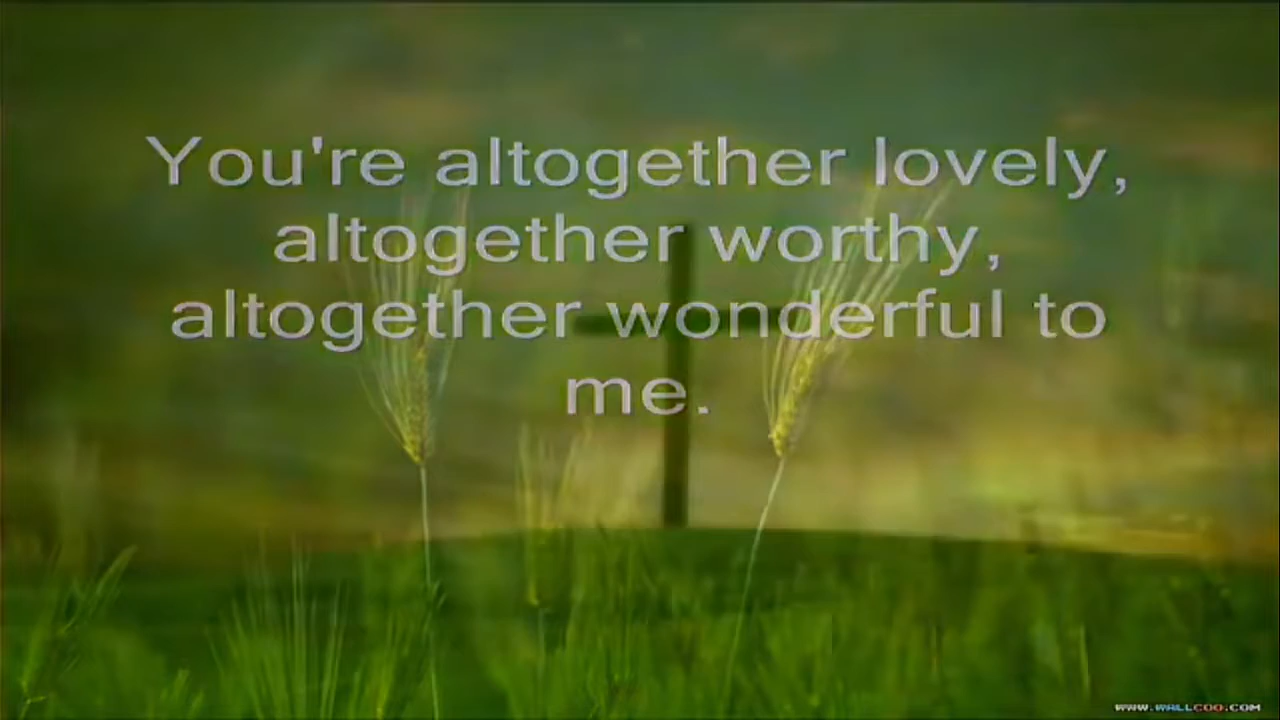 You're altogether lovely,
altogether worthy,
altogether wonderful to
me.
WWW.WALLCOO.COM